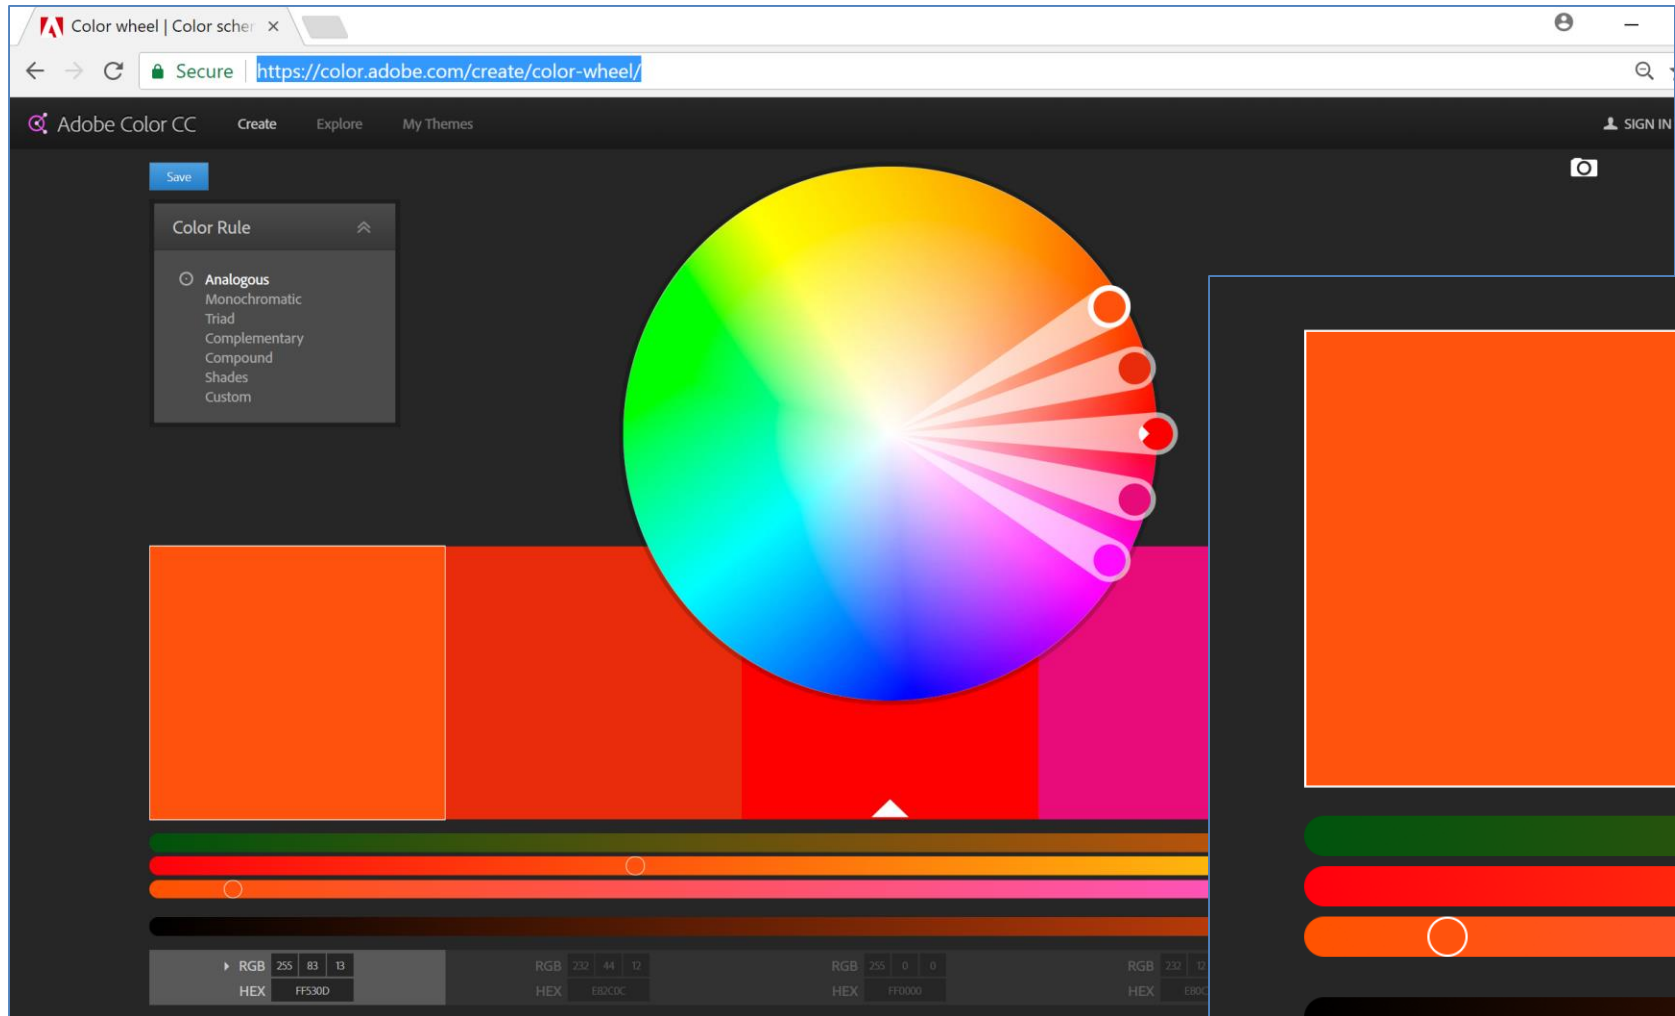 Color wheel | Color scher
Secure https://color.adobe.com/create/color-wheel/
Adobe Color CC Create Explore My Themes SIGN IN
Save
Color Rule
Analogous
Monochromatic
Triad
Complementary
Compound
Shades
Custom
RGB 255 83 13 RGB 232 44 12 RGB 255 0 0 RGB 232 12
HEX FF530D HEX E82C0C HEX FF0000 HEX E80C